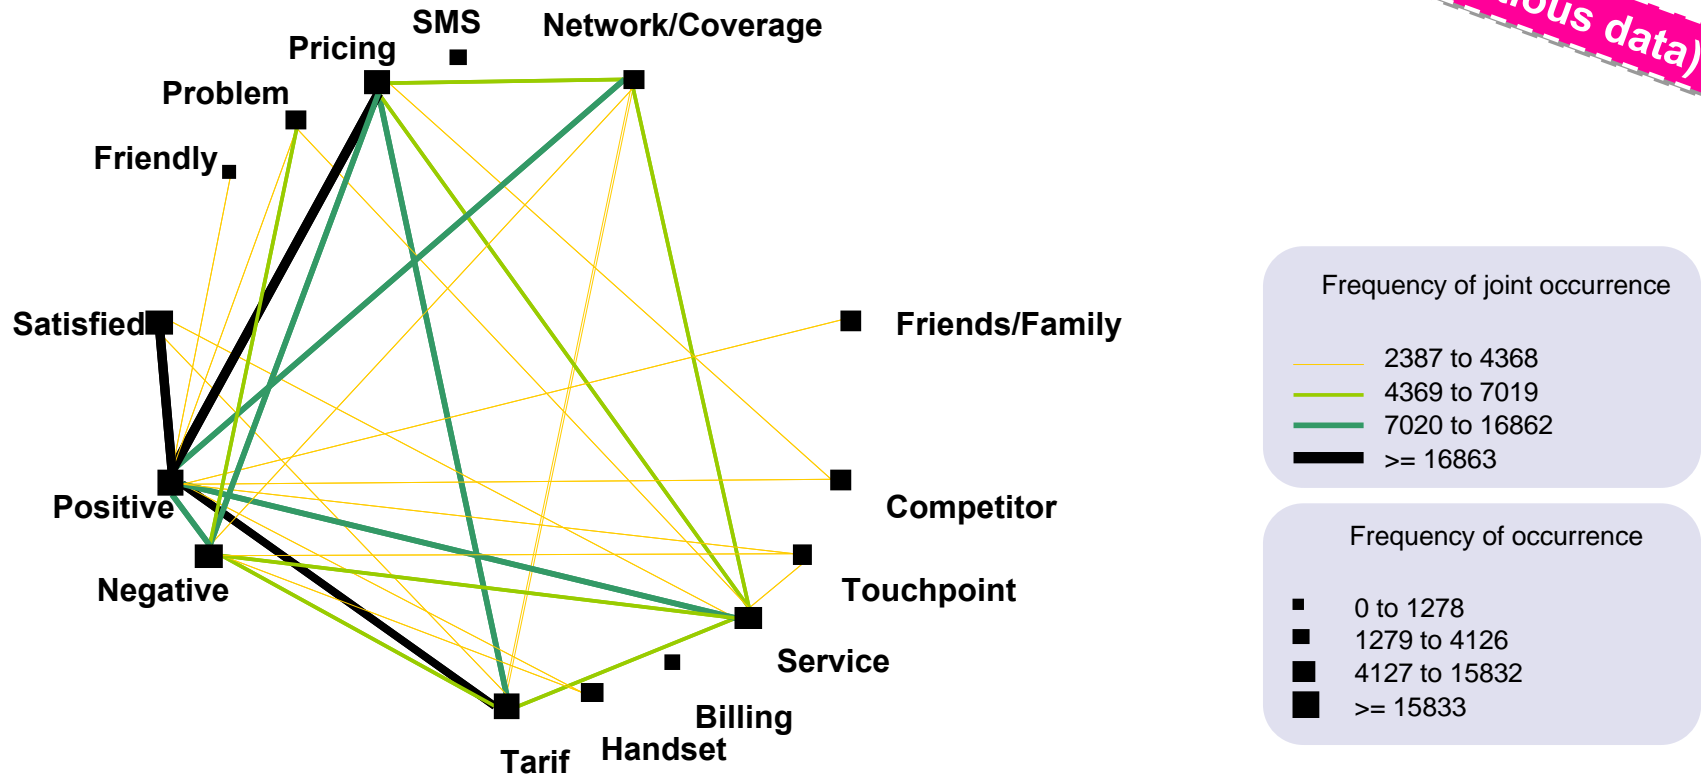 SMS
Network/Coverage
Pricing
Problem
Friendly
Satisfied
Friends/Family
Positive
Competitor
Negative
Touchpoint
Service
Billing
Handset
Tarif
data)
Frequency of joint occurrence
2387 to 4368
4369 to 7019
7020 to 16862
>= 16863
Frequency of occurrence
0 to 1278
1279 to 4126
4127 to 15832
>= 15833